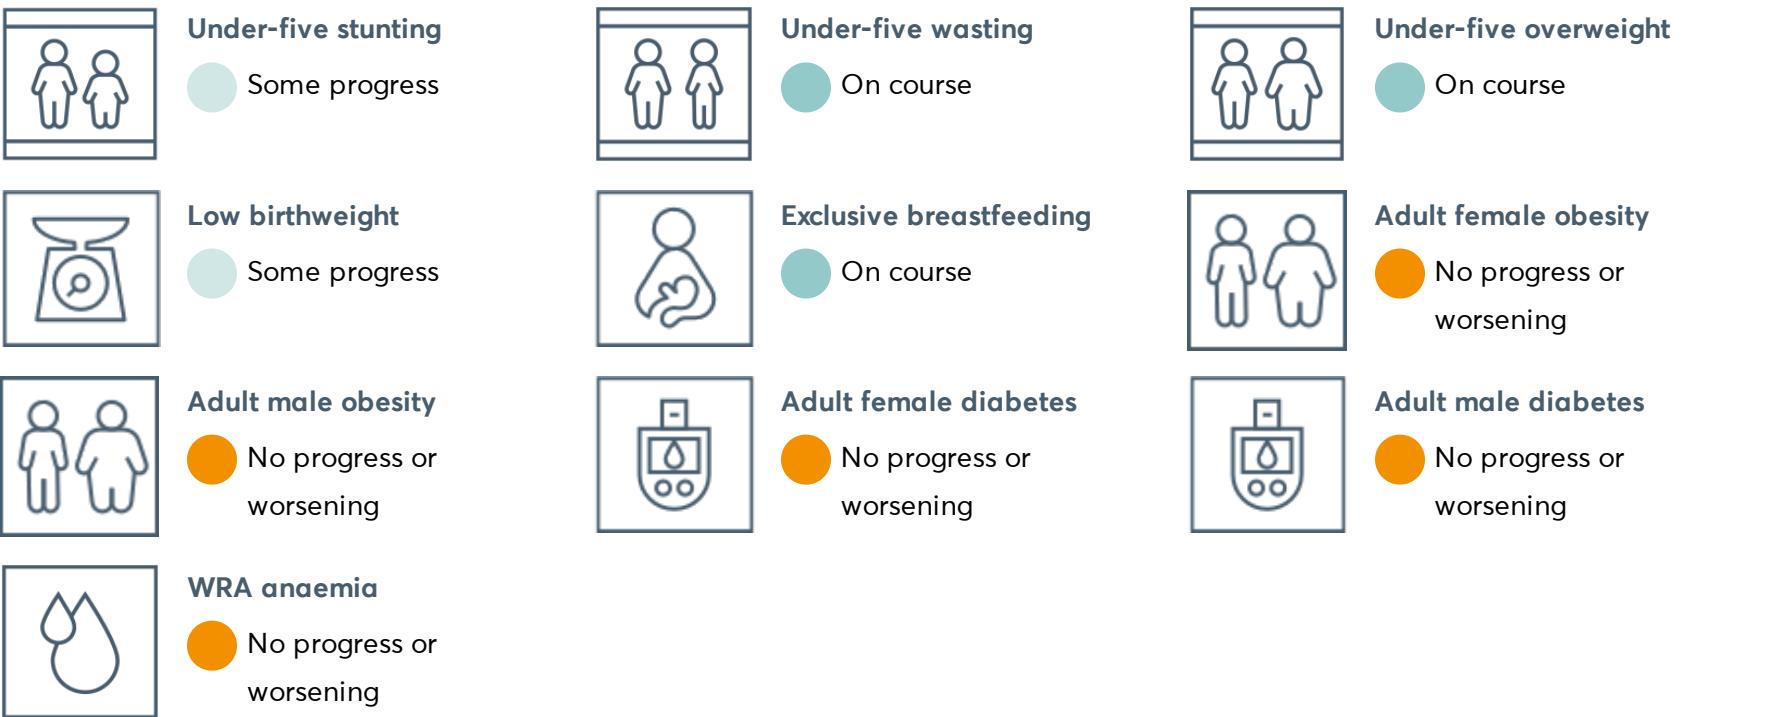 Under-five stunting
Some progress
Under-five wasting
On course
Under-five overweight
On course
Low birthweight
Some progress
Exclusive breastfeeding
On course
Adult female obesity
No progress or
worsening
Adult male obesity
No progress or
worsening
Adult female diabetes
No progress or
worsening
Adult male diabetes
No progress or
worsening
WRA anaemia
No progress or
worsening